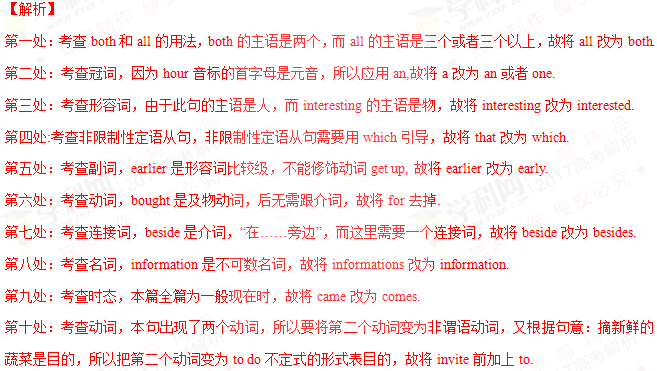 【解析】
第一处：考查 both 和 all 的用法，both 的主语是两个，而 all 的主语是三个或者三个以上，故将 all 改为 both.
第二处：考查冠词，因为 hour 音标的首字母是元音，所以应用 an,故将 a 改为 an 或者 one.
第三处：考查形容词，由于此句的主语是人，而 interesting 的主语是物，故将 interesting 改为 interested.
第四处:考查非限制性定语从句，非限制性定语从句需要用 which 引导，故将 that 改为 which.
第五处：考查副词，earlier 是形容词比较级，不能修饰动词 get up, 故将 earlier 改为 early.
第六处：考查动词，bought 是及物动词，后无需跟介词，故将 for 去掉.
第七处：考查连接词，beside 是介词，“在……旁边”，而这里需要一个连接词，故将 beside 改为 besides.
第八处：考查名词，information 是不可数名词，故将 informations 改为 information.
第九处：考查时态，本篇全篇为一般现在时，故将 came 改为 comes.
第十处：考查动词，本句出现了两个动词，所以要将第二个动词变为非谓语动词，又根据句意：摘新鲜的
蔬菜是目的，所以把第二个动词变为 to do 不定式的形式表目的，故将 invite 前加上 to.